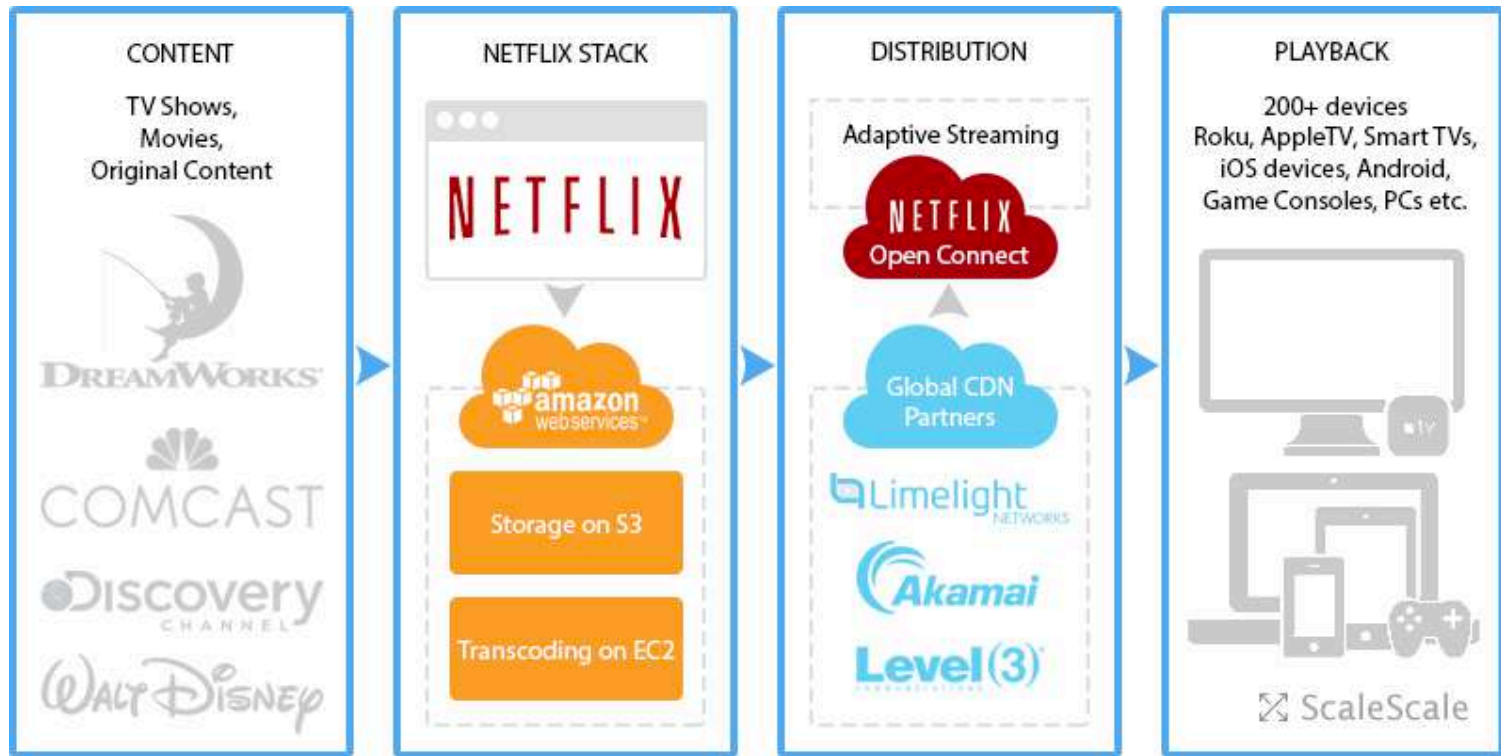 CONTENT
TV Shows,
Movies,
Original Content
DREAMWORKS
COMCAST
DISCOVERY
CHANNEL
WALT DISNEY
NETFLIX STACK
NETFLIX
amazon
webservices™
Storage on S3
Transcoding on EC2
DISTRIBUTION
Adaptive Streaming
NETFLIX
Open Connect
Global CDN
Partners
Limelight
NETWORKS
Akamai
Level(3)
COMMUNICATIONS
PLAYBACK
200+ devices
Roku, AppleTV, Smart TVs,
iOS devices, Android,
Game Consoles, PCs etc.
tv
ScaleScale